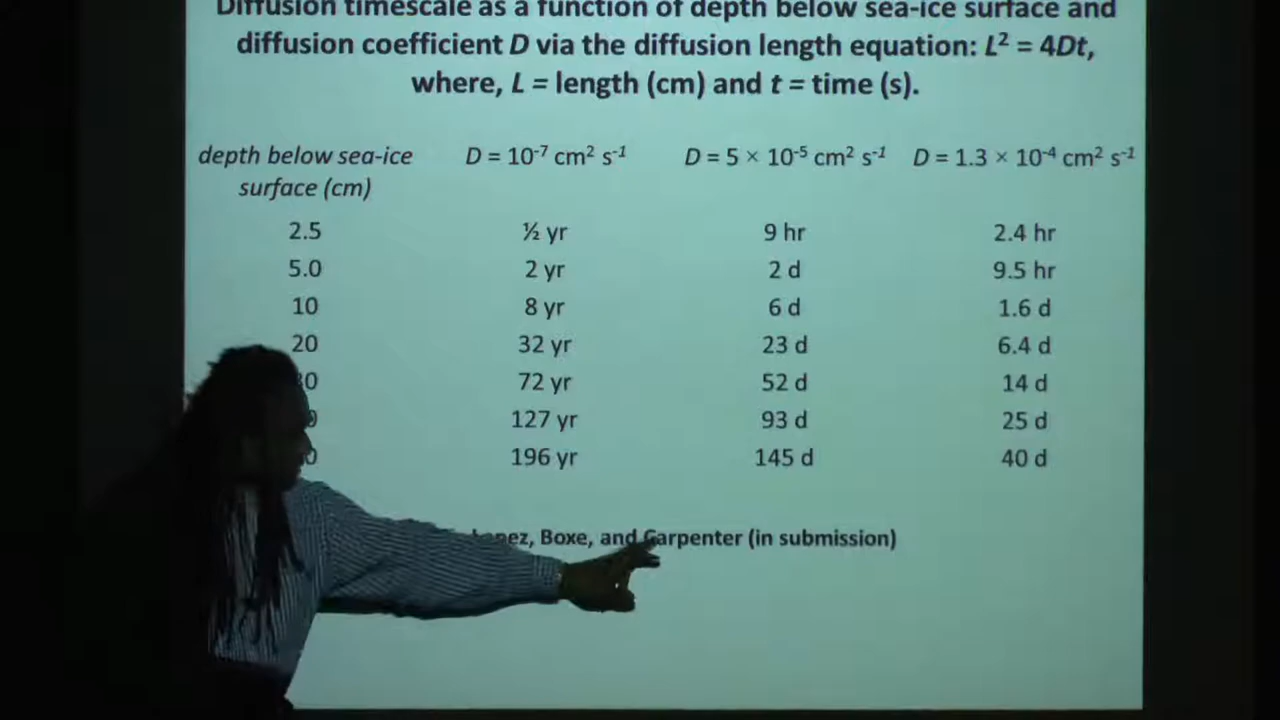 Diffusion timescale as a function of depth below sea-ice surface and
diffusion coefficient D via the diffusion length equation: L² = 4Dt,
where, L = length (cm) and t = time (s).
depth below sea-ice surface (cm) D = 10⁻⁷ cm² s⁻¹ D = 5 × 10⁻⁵ cm² s⁻¹ D = 1.3 × 10⁻⁴ cm² s⁻¹
2.5 ½ yr 9 hr 2.4 hr
5.0 2 yr 2 d 9.5 hr
10 8 yr 6 d 1.6 d
20 32 yr 23 d 6.4 d
72 yr 52 d 14 d
127 yr 93 d 25 d
196 yr 145 d 40 d
Boxe, and Carpenter (in submission)